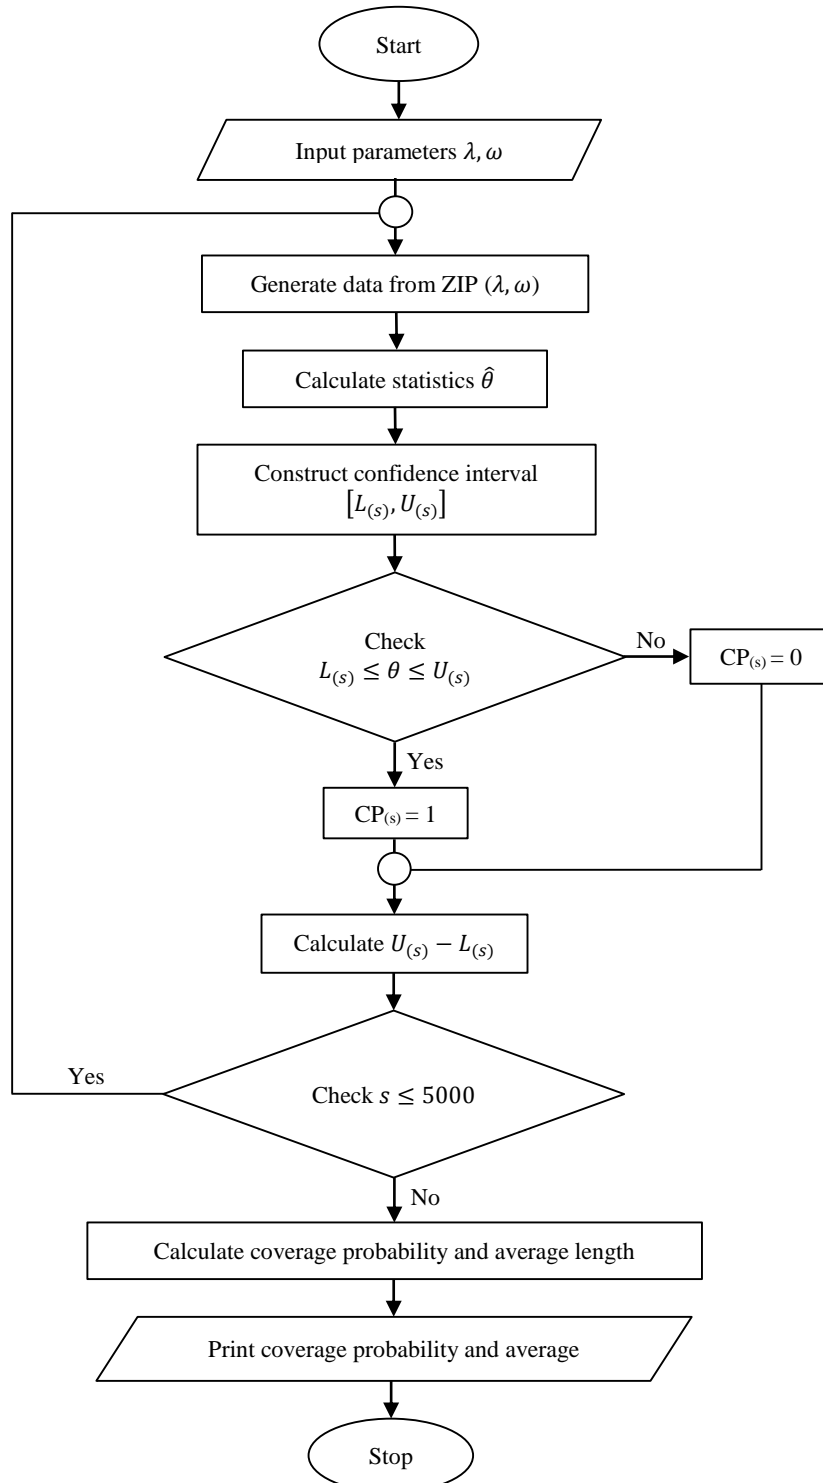 Start
Input parameters λ, ω
Generate data from ZIP (λ, ω)
Calculate statistics θ̂
Construct confidence interval
[L₍ₛ₎, U₍ₛ₎]
Check
L₍ₛ₎ ≤ θ ≤ U₍ₛ₎
No
CP₍ₛ₎ = 0
Yes
CP₍ₛ₎ = 1
Calculate U₍ₛ₎ − L₍ₛ₎
Yes
Check s ≤ 5000
No
Calculate coverage probability and average length
Print coverage probability and average
Stop